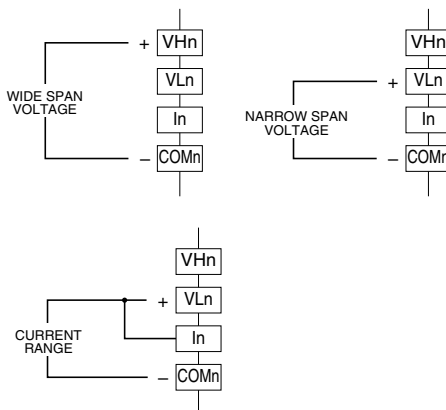 + VHn
VLn
WIDE SPAN
VOLTAGE
In
− COMn
VHn
+ VLn
NARROW SPAN
VOLTAGE
In
− COMn
VHn
+ VLn
CURRENT
RANGE
In
− COMn